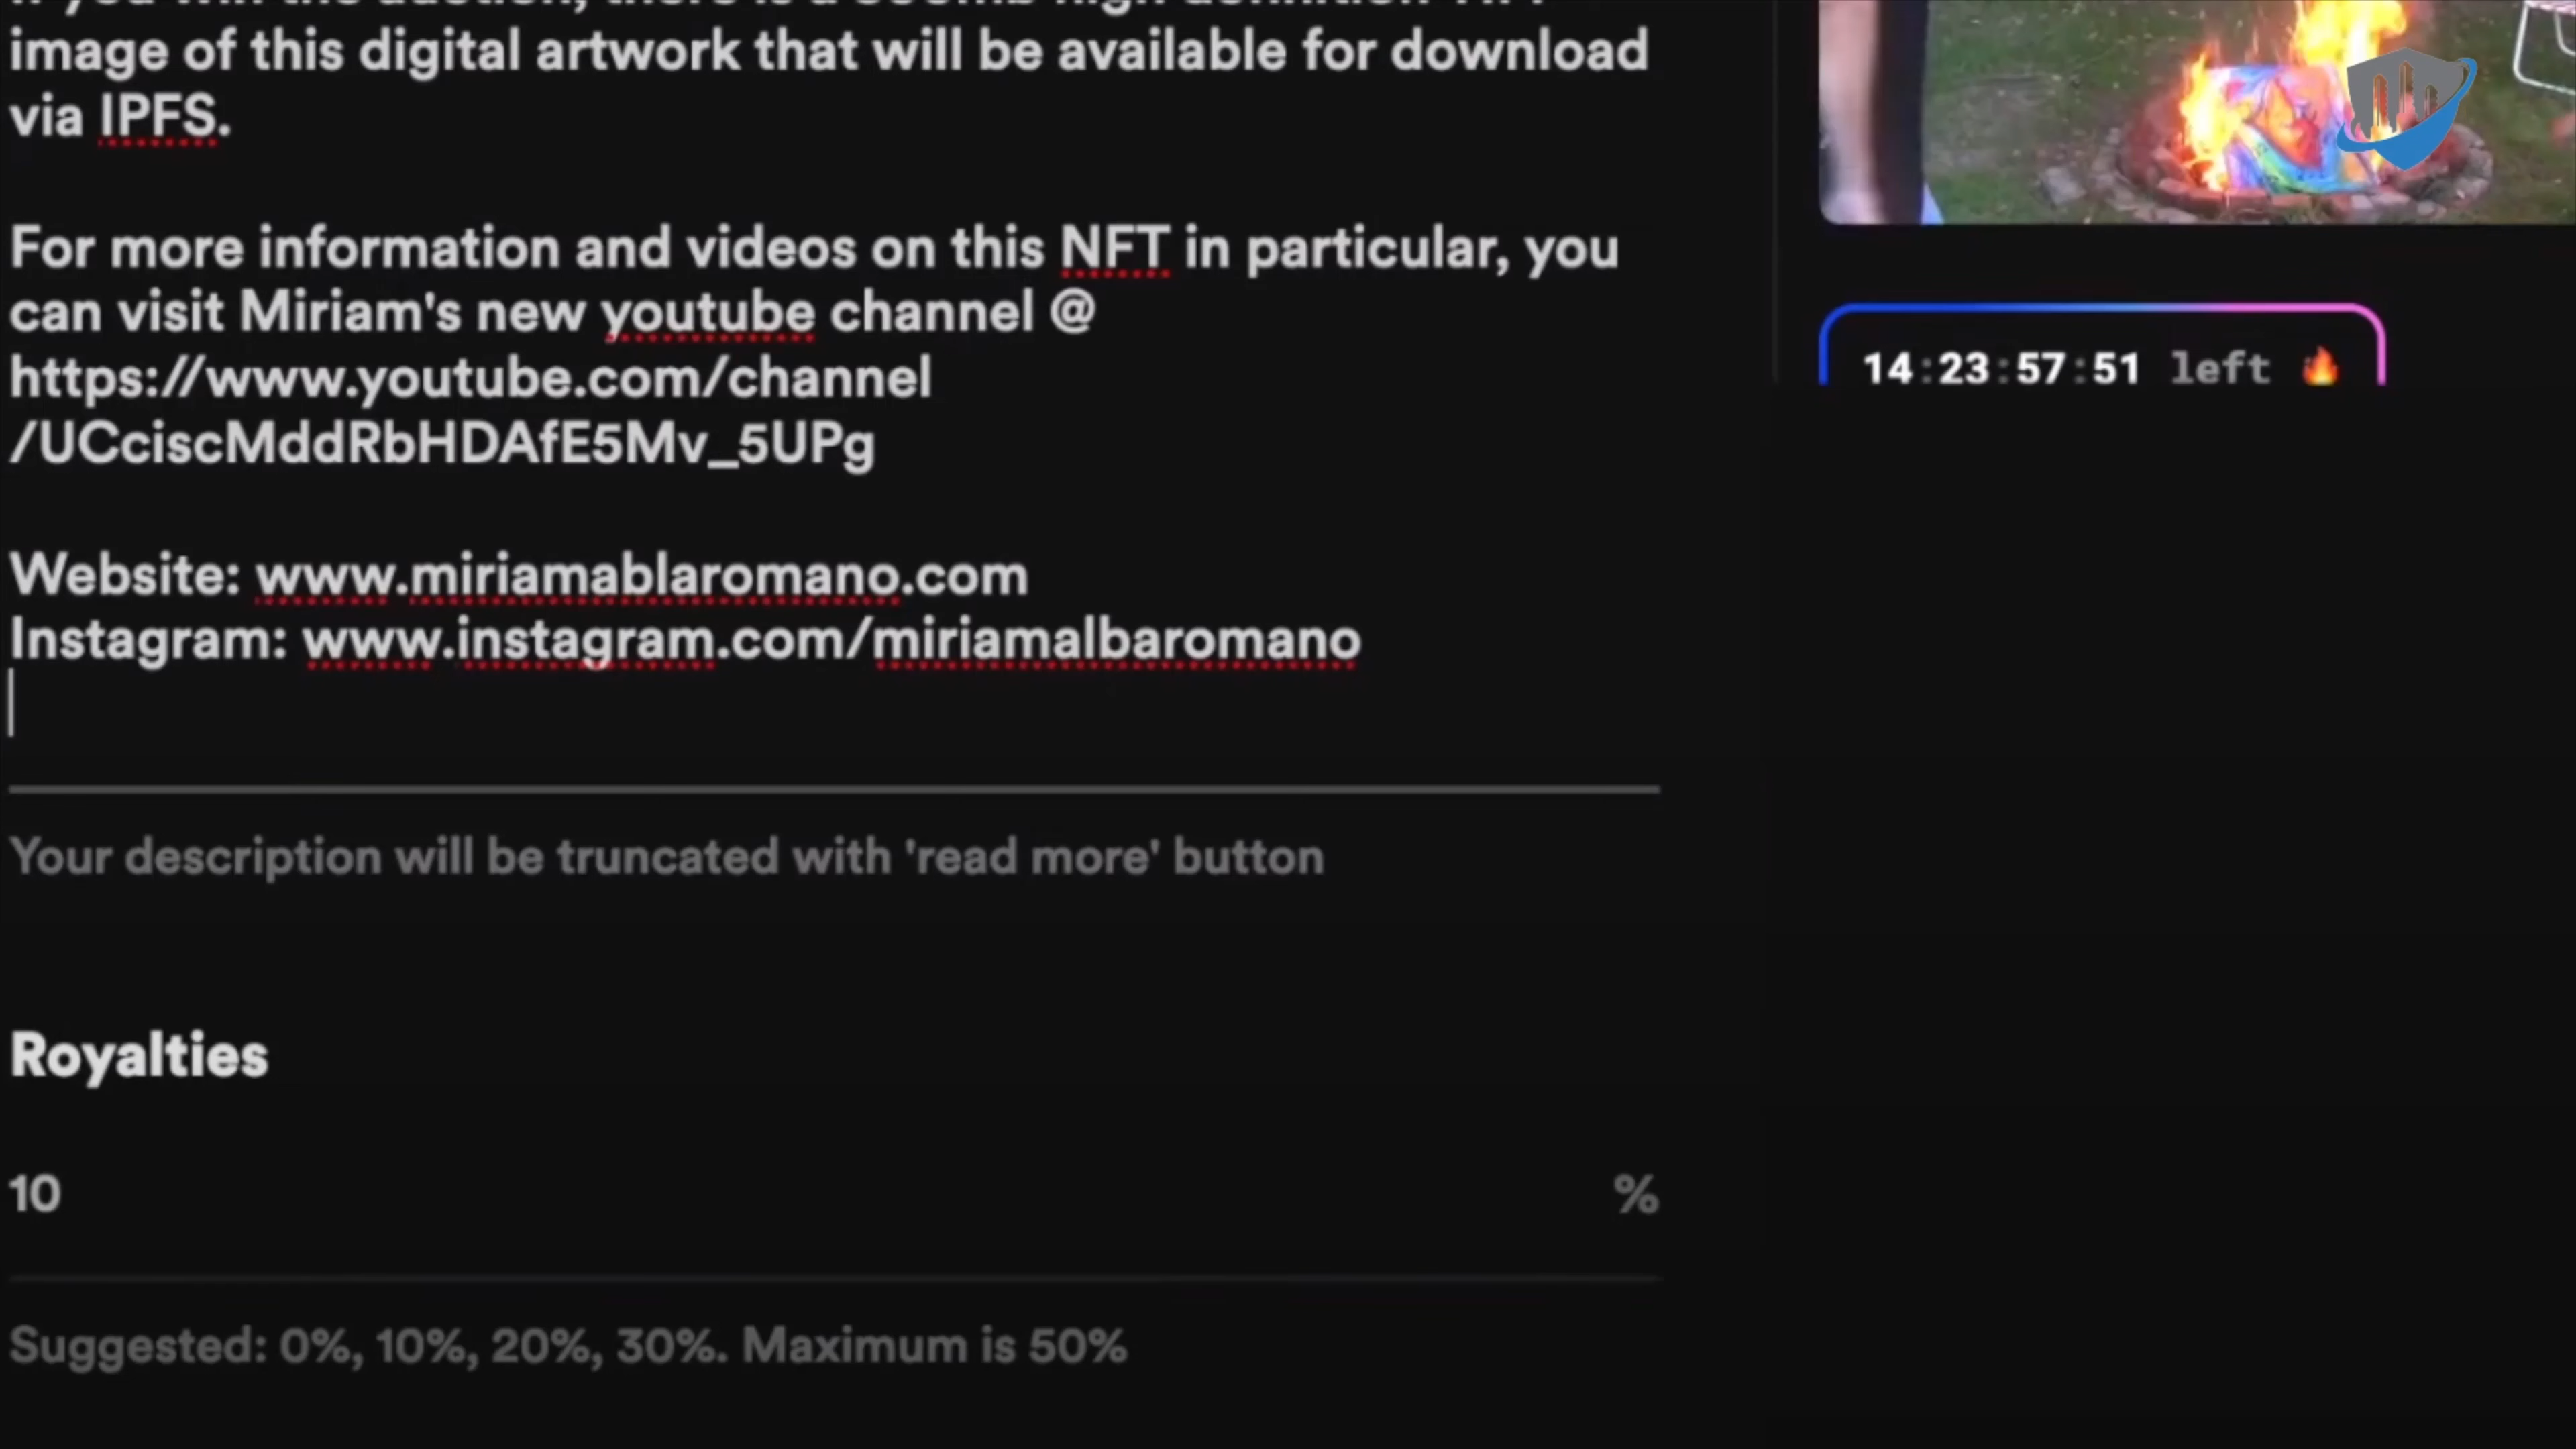 image of this digital artwork that will be available for download
via IPFS.
For more information and videos on this NFT in particular, you
can visit Miriam's new youtube channel @
https://www.youtube.com/channel
/UCciscMddRbHDAfE5Mv_5UPg
Website: www.miriamablaromano.com
Instagram: www.instagram.com/miriamalbaromano
Your description will be truncated with 'read more' button
Royalties
10 %
Suggested: 0%, 10%, 20%, 30%. Maximum is 50%
14:23:57:51 left 🔥